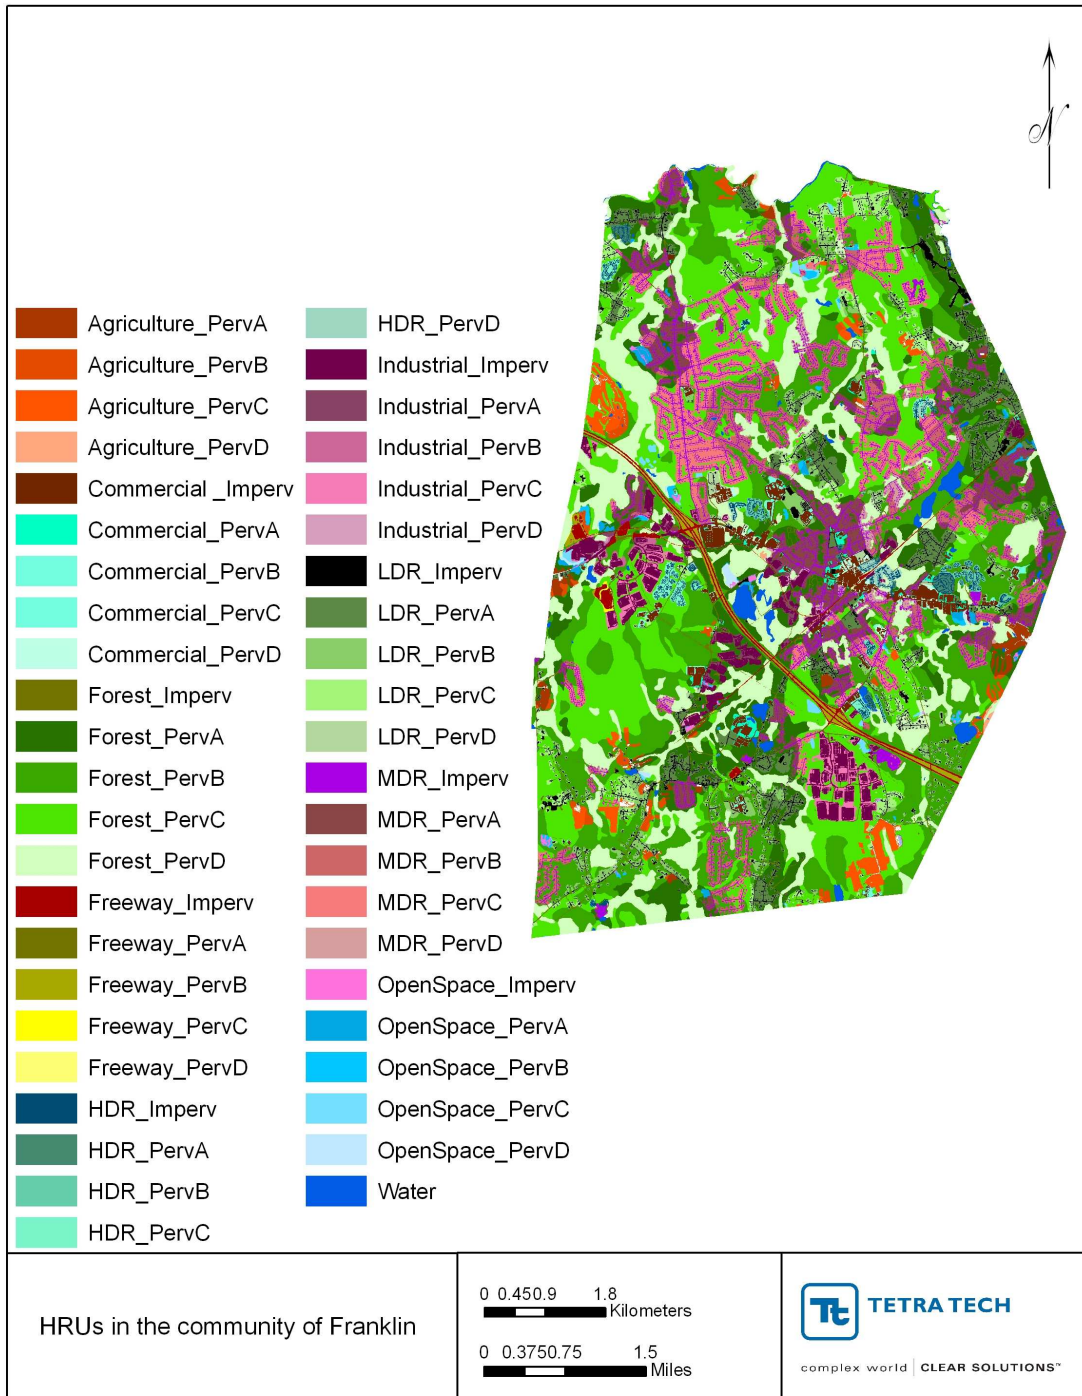 N
Agriculture_PervA
Agriculture_PervB
Agriculture_PervC
Agriculture_PervD
Commercial _Imperv
Commercial_PervA
Commercial_PervB
Commercial_PervC
Commercial_PervD
Forest_Imperv
Forest_PervA
Forest_PervB
Forest_PervC
Forest_PervD
Freeway_Imperv
Freeway_PervA
Freeway_PervB
Freeway_PervC
Freeway_PervD
HDR_Imperv
HDR_PervA
HDR_PervB
HDR_PervC
HDR_PervD
Industrial_Imperv
Industrial_PervA
Industrial_PervB
Industrial_PervC
Industrial_PervD
LDR_Imperv
LDR_PervA
LDR_PervB
LDR_PervC
LDR_PervD
MDR_Imperv
MDR_PervA
MDR_PervB
MDR_PervC
MDR_PervD
OpenSpace_Imperv
OpenSpace_PervA
OpenSpace_PervB
OpenSpace_PervC
OpenSpace_PervD
Water
HRUs in the community of Franklin
0 0.450.9 1.8
Kilometers
0 0.3750.75 1.5
Miles
Tt TETRA TECH
complex world | CLEAR SOLUTIONS™